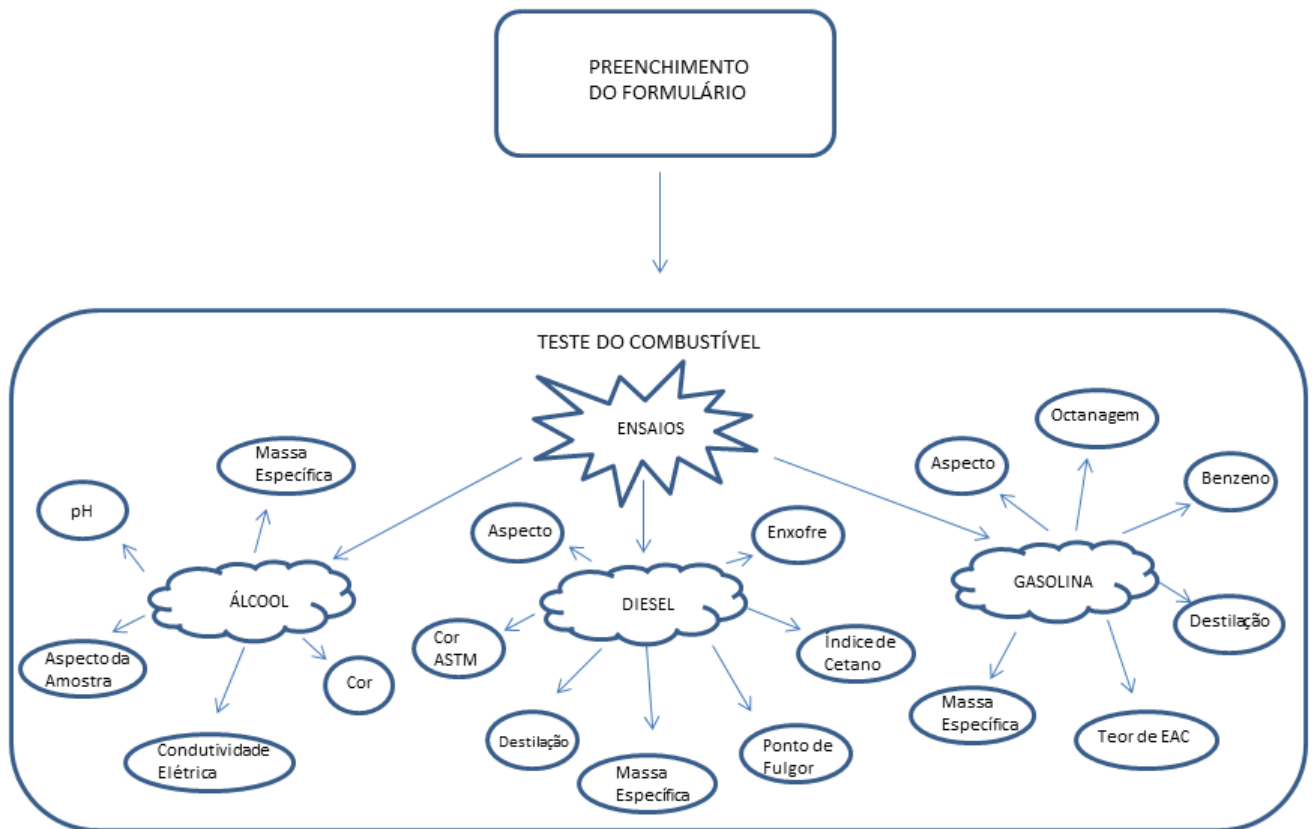 PREENCHIMENTO
DO FORMULÁRIO
TESTE DO COMBUSTÍVEL
ENSAIOS
ÁLCOOL
pH
Massa
Específica
Aspecto da
Amostra
Condutividade
Elétrica
Cor
DIESEL
Aspecto
Enxofre
Cor
ASTM
Índice de
Cetano
Destilação
Massa
Específica
Ponto de
Fulgor
GASOLINA
Aspecto
Octanagem
Benzeno
Destilação
Massa
Específica
Teor de EAC